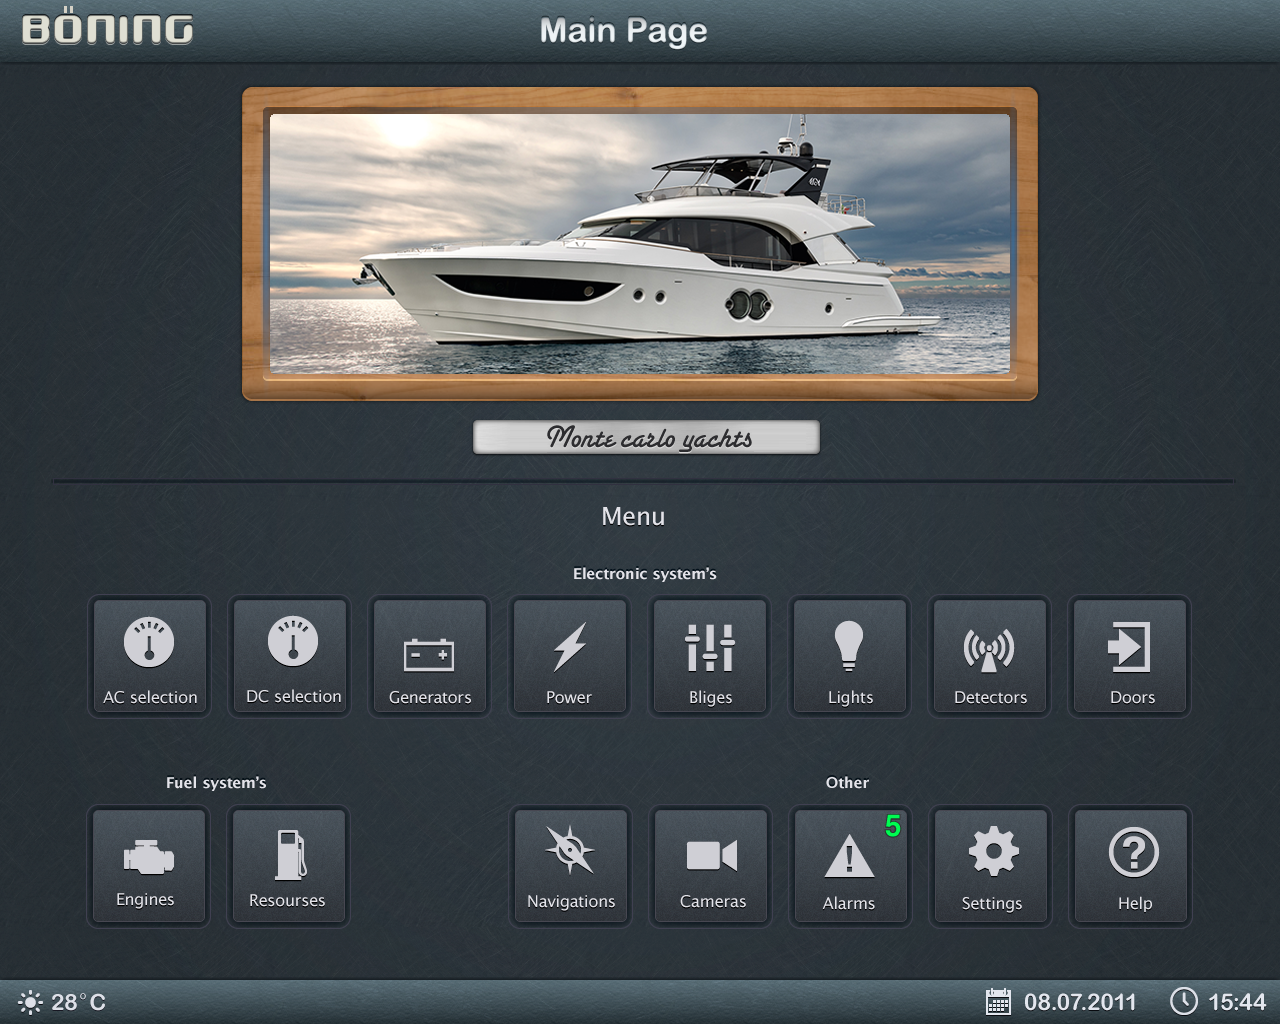 BÖNING
Main Page
Monte carlo yachts
Menu
Electronic system's
AC selection
DC selection
Generators
Power
Bliges
Lights
Detectors
Doors
Fuel system's
Other
Engines
Resourses
Navigations
Cameras
5
Alarms
Settings
Help
28°C
08.07.2011
15:44